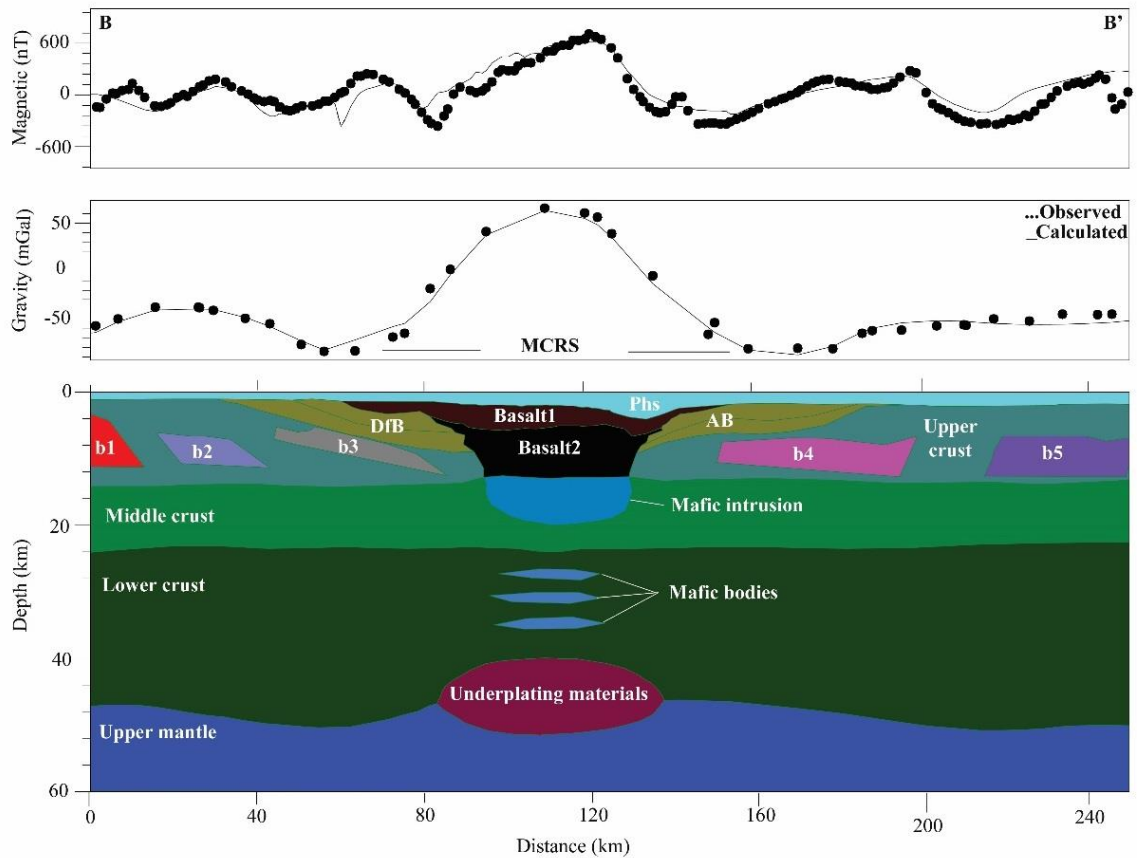 B
B’
Magnetic (nT)
600
0
-600
Gravity (mGal)
50
0
-50
...Observed
_Calculated
MCRS
Depth (km)
0
20
40
60
Phs
Basalt1
DfB
AB
Basalt2
Upper
crust
b1
b2
b3
b4
b5
Middle crust
Mafic intrusion
Lower crust
Mafic bodies
Underplating materials
Upper mantle
0
40
80
120
160
200
240
Distance (km)